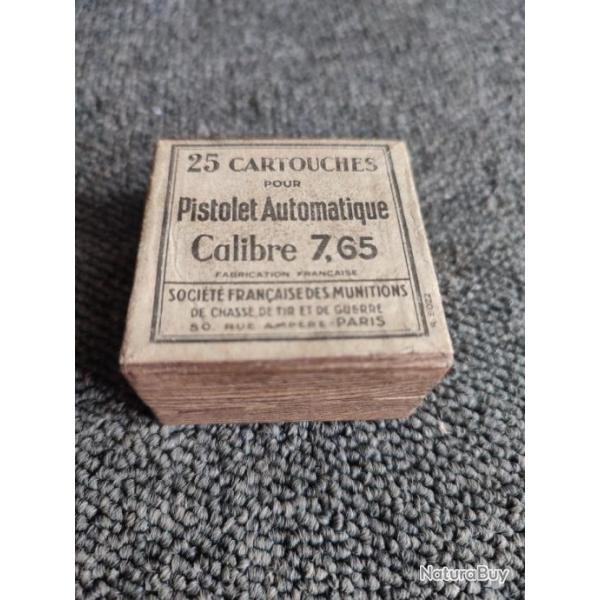 25 CARTOUCHES
POUR
Pistolet Automatique
Calibre 7,65
FABRICATION FRANÇAISE
SOCIÉTÉ FRANÇAISE DES MUNITIONS
DE CHASSE, DE TIR ET DE GUERRE
50, RUE AMPÈRE-PARIS
NaturaBuy